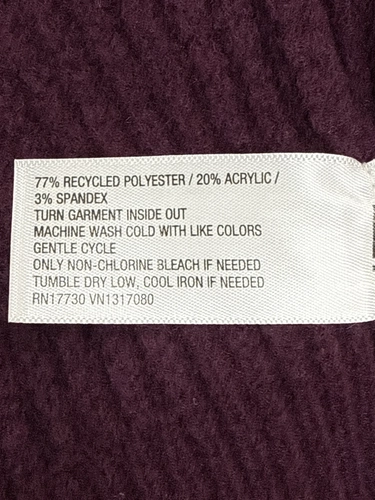 77% RECYCLED POLYESTER / 20% ACRYLIC /
3% SPANDEX
TURN GARMENT INSIDE OUT
MACHINE WASH COLD WITH LIKE COLORS
GENTLE CYCLE
ONLY NON-CHLORINE BLEACH IF NEEDED
TUMBLE DRY LOW, COOL IRON IF NEEDED
RN17730 VN1317080